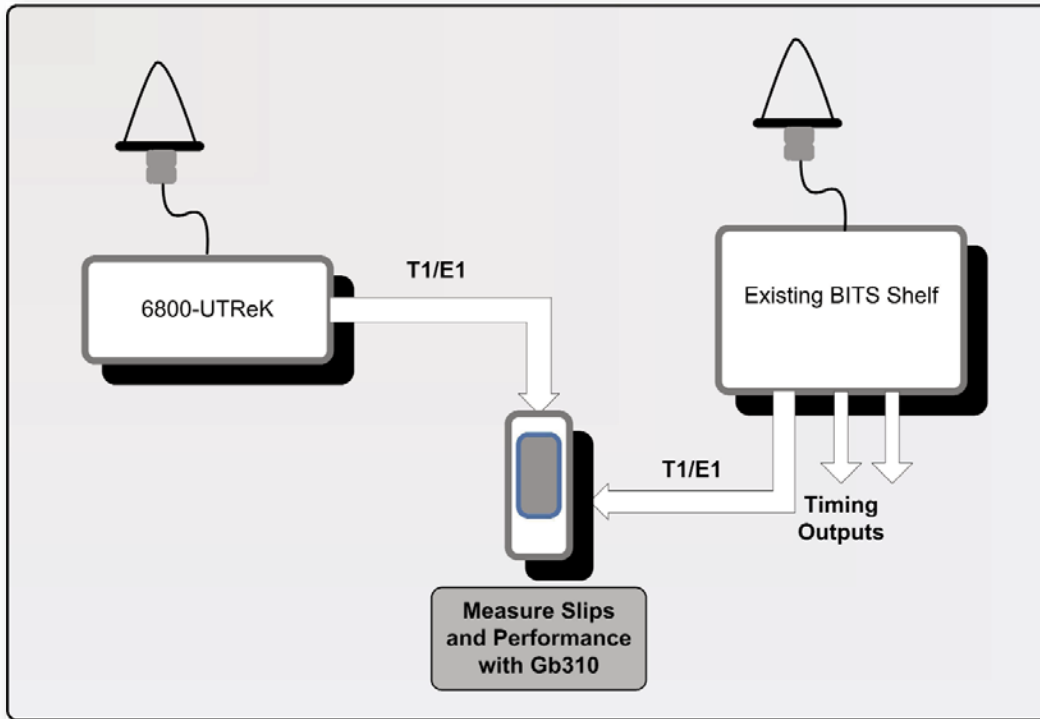 T1/E1
6800-UTReK
Existing BITS Shelf
T1/E1
Timing
Outputs
Measure Slips
and Performance
with Gb310